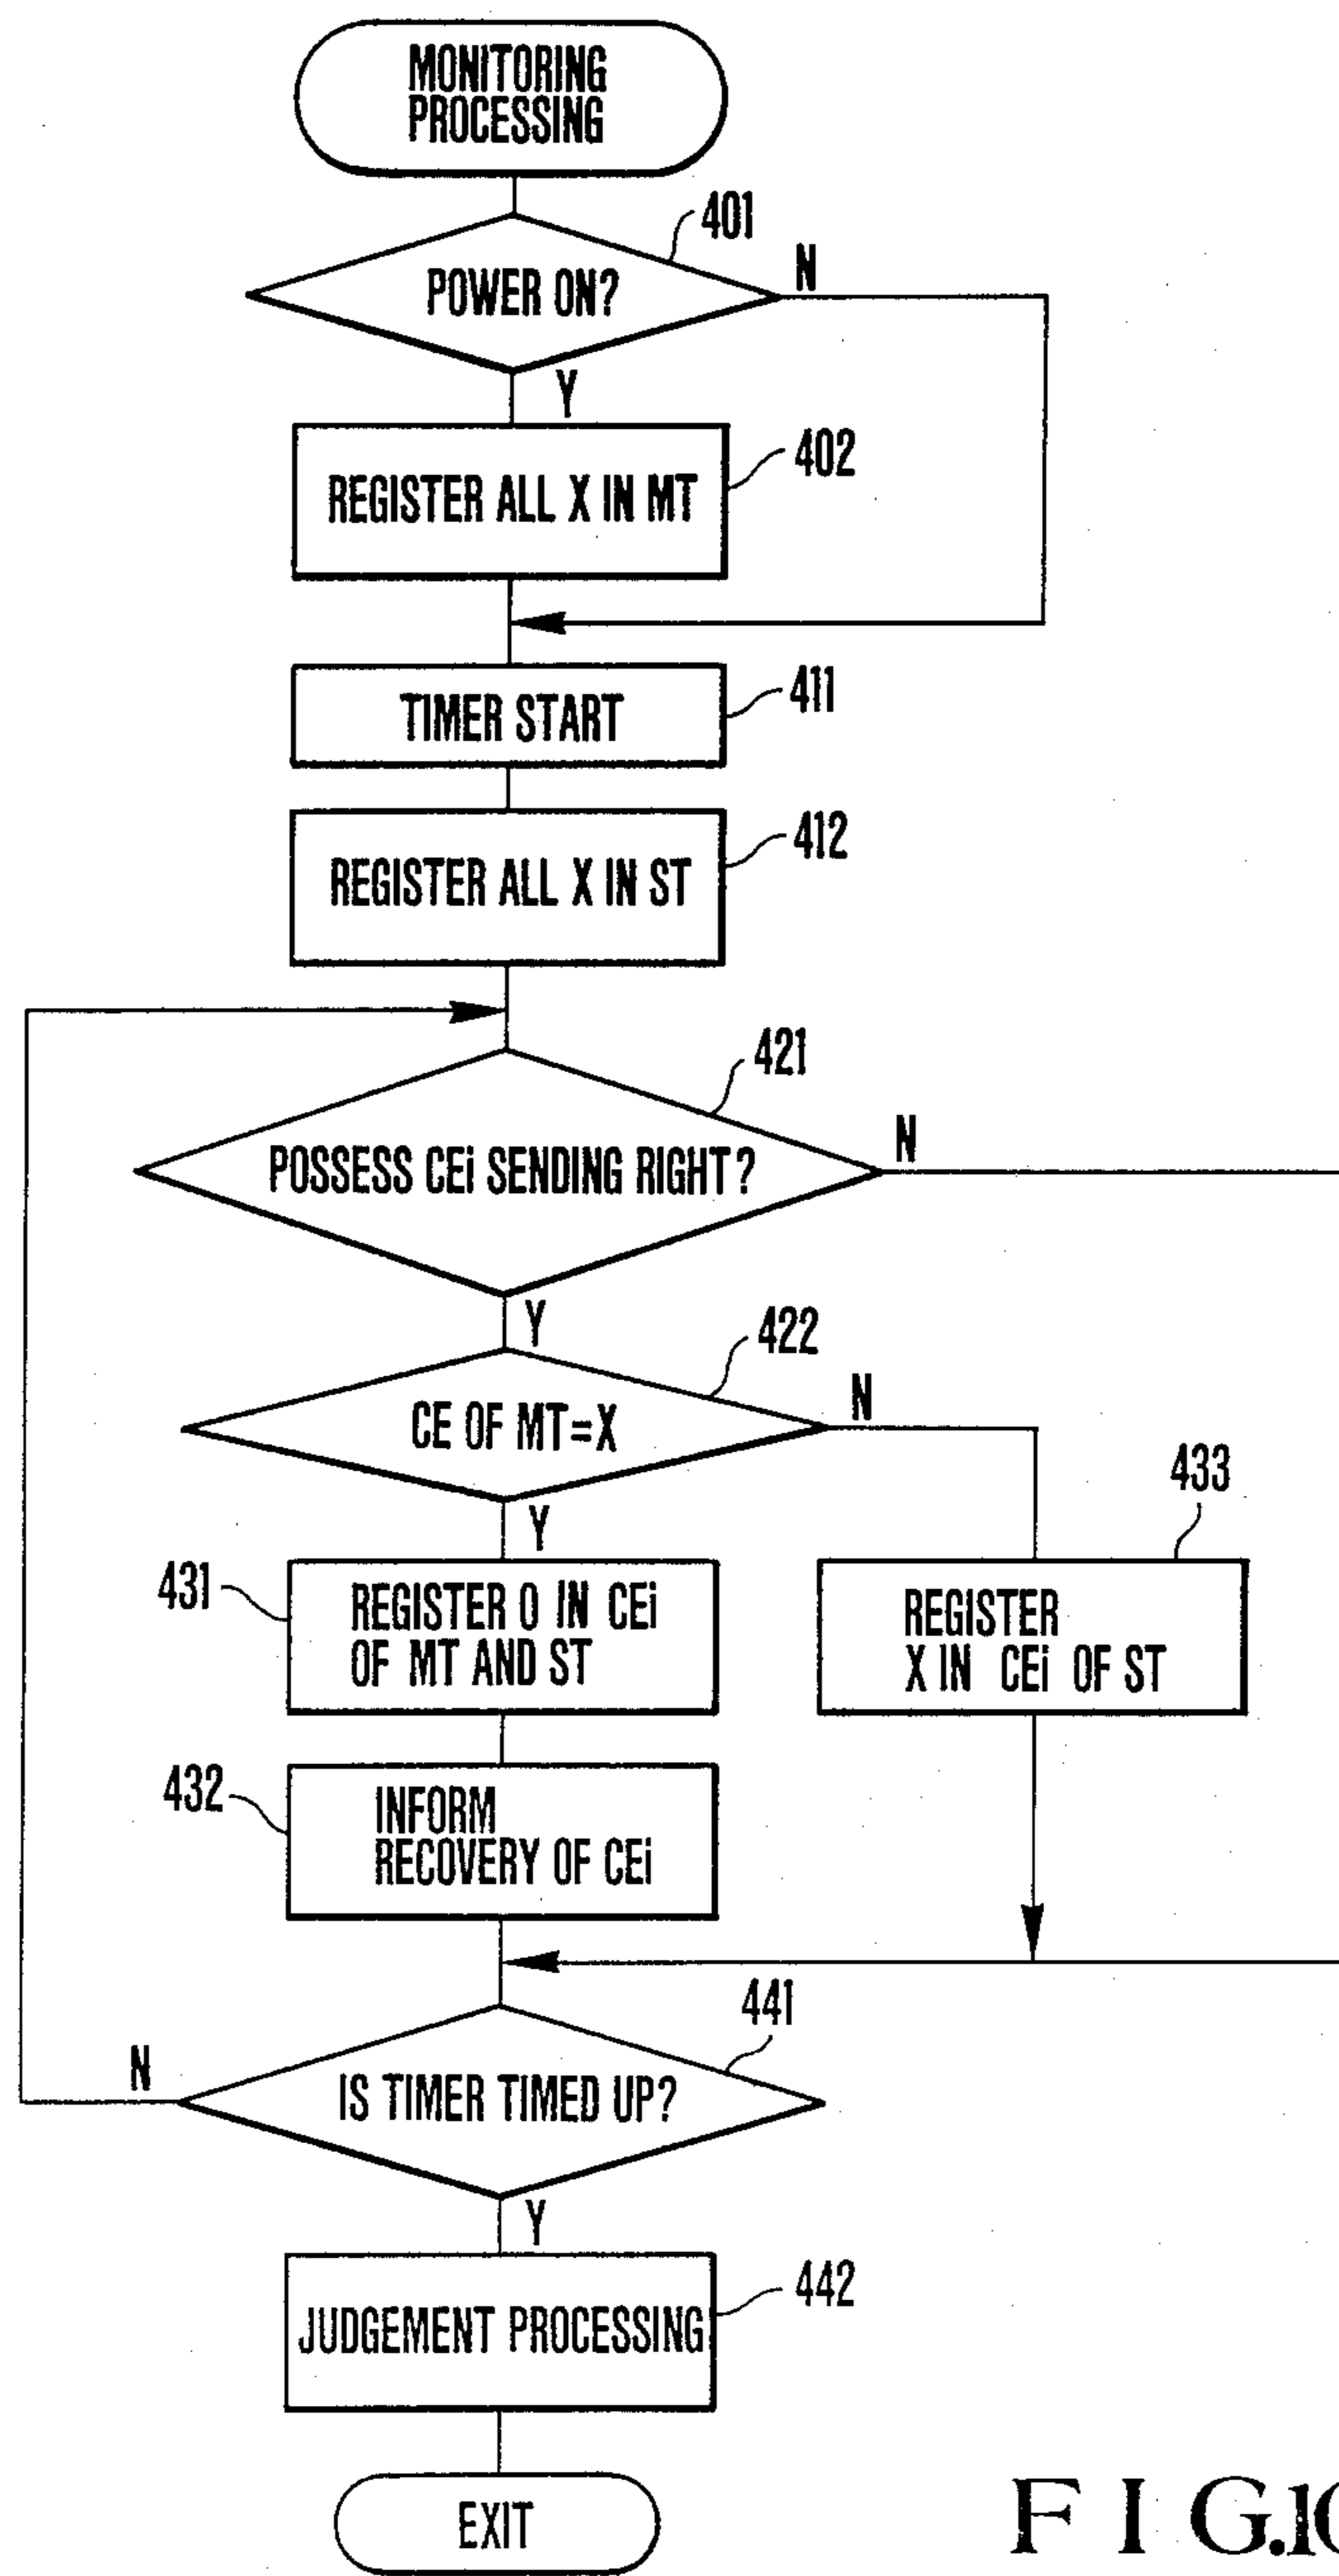 MONITORING
PROCESSING
401
POWER ON?
N
Y
402
REGISTER ALL X IN MT
411
TIMER START
412
REGISTER ALL X IN ST
421
POSSESS CEi SENDING RIGHT?
N
Y
422
CE OF MT=X
N
Y
433
431
REGISTER 0 IN CEi
OF MT AND ST
REGISTER
X IN CEi OF ST
432
INFORM
RECOVERY OF CEi
441
IS TIMER TIMED UP?
N
Y
442
JUDGEMENT PROCESSING
EXIT